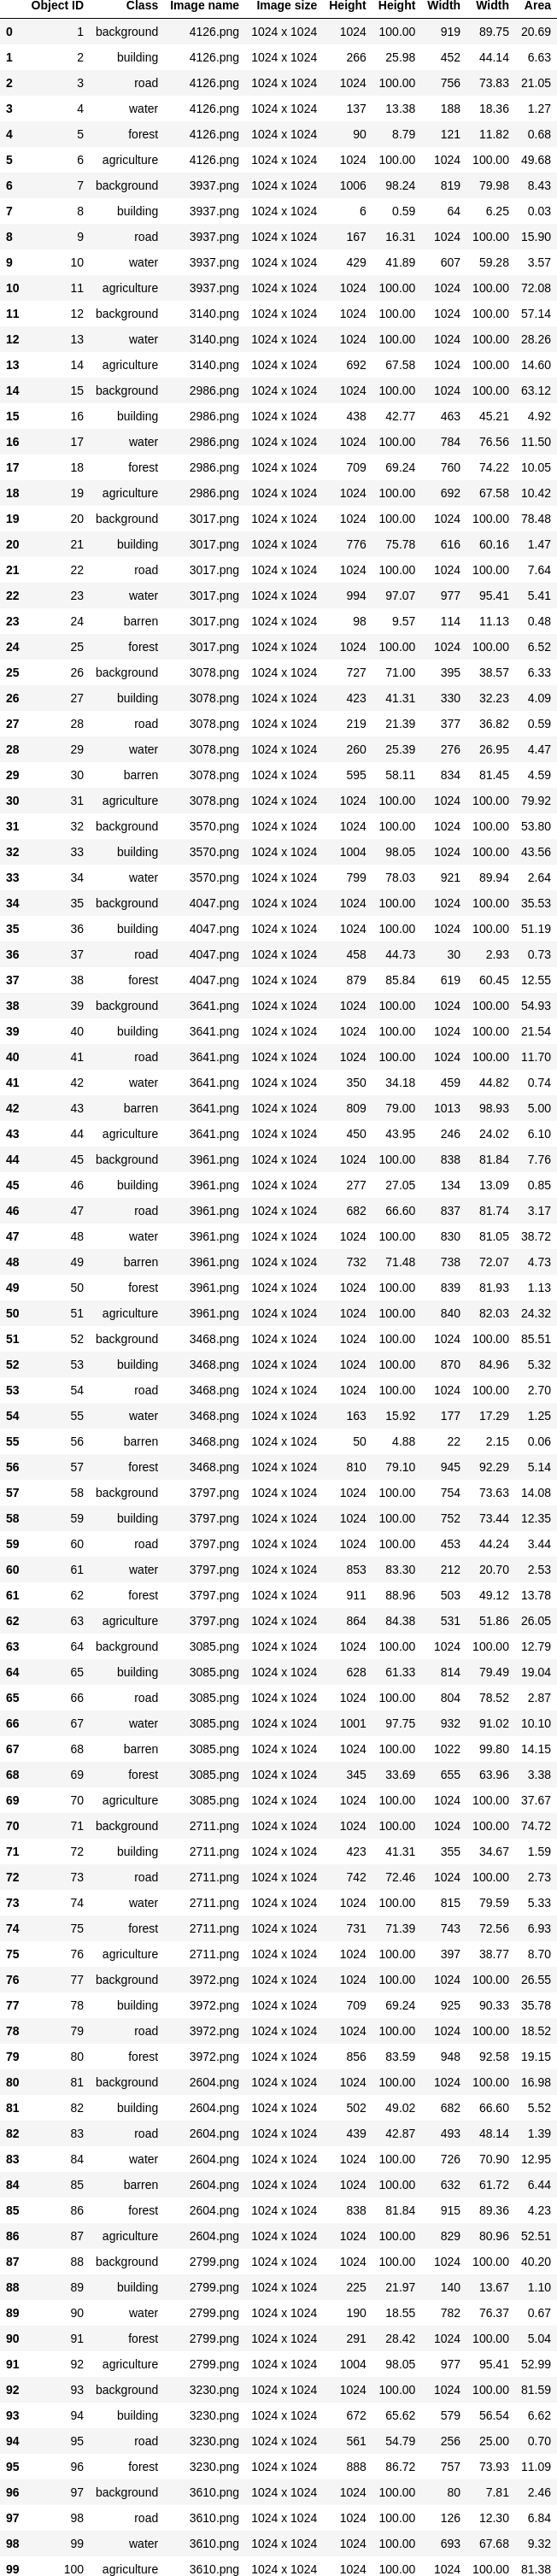 Object ID Class Image name Image size Height Height Width Width Area
0 1 background 4126.png 1024 x 1024 1024 100.00 919 89.75 20.69
1 2 building 4126.png 1024 x 1024 266 25.98 452 44.14 6.63
2 3 road 4126.png 1024 x 1024 1024 100.00 756 73.83 21.05
3 4 water 4126.png 1024 x 1024 137 13.38 188 18.36 1.27
4 5 forest 4126.png 1024 x 1024 90 8.79 121 11.82 0.68
5 6 agriculture 4126.png 1024 x 1024 1024 100.00 1024 100.00 49.68
6 7 background 3937.png 1024 x 1024 1006 98.24 819 79.98 8.43
7 8 building 3937.png 1024 x 1024 6 0.59 64 6.25 0.03
8 9 road 3937.png 1024 x 1024 167 16.31 1024 100.00 15.90
9 10 water 3937.png 1024 x 1024 429 41.89 607 59.28 3.57
10 11 agriculture 3937.png 1024 x 1024 1024 100.00 1024 100.00 72.08
11 12 background 3140.png 1024 x 1024 1024 100.00 1024 100.00 57.14
12 13 water 3140.png 1024 x 1024 1024 100.00 1024 100.00 28.26
13 14 agriculture 3140.png 1024 x 1024 692 67.58 1024 100.00 14.60
14 15 background 2986.png 1024 x 1024 1024 100.00 1024 100.00 63.12
15 16 building 2986.png 1024 x 1024 438 42.77 463 45.21 4.92
16 17 water 2986.png 1024 x 1024 1024 100.00 784 76.56 11.50
17 18 forest 2986.png 1024 x 1024 709 69.24 760 74.22 10.05
18 19 agriculture 2986.png 1024 x 1024 1024 100.00 692 67.58 10.42
19 20 background 3017.png 1024 x 1024 1024 100.00 1024 100.00 78.48
20 21 building 3017.png 1024 x 1024 776 75.78 616 60.16 1.47
21 22 road 3017.png 1024 x 1024 1024 100.00 1024 100.00 7.64
22 23 water 3017.png 1024 x 1024 994 97.07 977 95.41 5.41
23 24 barren 3017.png 1024 x 1024 98 9.57 114 11.13 0.48
24 25 forest 3017.png 1024 x 1024 1024 100.00 1024 100.00 6.52
25 26 background 3078.png 1024 x 1024 727 71.00 395 38.57 6.33
26 27 building 3078.png 1024 x 1024 423 41.31 330 32.23 4.09
27 28 road 3078.png 1024 x 1024 219 21.39 377 36.82 0.59
28 29 water 3078.png 1024 x 1024 260 25.39 276 26.95 4.47
29 30 barren 3078.png 1024 x 1024 595 58.11 834 81.45 4.59
30 31 agriculture 3078.png 1024 x 1024 1024 100.00 1024 100.00 79.92
31 32 background 3570.png 1024 x 1024 1024 100.00 1024 100.00 53.80
32 33 building 3570.png 1024 x 1024 1004 98.05 1024 100.00 43.56
33 34 water 3570.png 1024 x 1024 799 78.03 921 89.94 2.64
34 35 background 4047.png 1024 x 1024 1024 100.00 1024 100.00 35.53
35 36 building 4047.png 1024 x 1024 1024 100.00 1024 100.00 51.19
36 37 road 4047.png 1024 x 1024 458 44.73 30 2.93 0.73
37 38 forest 4047.png 1024 x 1024 879 85.84 619 60.45 12.55
38 39 background 3641.png 1024 x 1024 1024 100.00 1024 100.00 54.93
39 40 building 3641.png 1024 x 1024 1024 100.00 1024 100.00 21.54
40 41 road 3641.png 1024 x 1024 1024 100.00 1024 100.00 11.70
41 42 water 3641.png 1024 x 1024 350 34.18 459 44.82 0.74
42 43 barren 3641.png 1024 x 1024 809 79.00 1013 98.93 5.00
43 44 agriculture 3641.png 1024 x 1024 450 43.95 246 24.02 6.10
44 45 background 3961.png 1024 x 1024 1024 100.00 838 81.84 7.76
45 46 building 3961.png 1024 x 1024 277 27.05 134 13.09 0.85
46 47 road 3961.png 1024 x 1024 682 66.60 837 81.74 3.17
47 48 water 3961.png 1024 x 1024 1024 100.00 830 81.05 38.72
48 49 barren 3961.png 1024 x 1024 732 71.48 738 72.07 4.73
49 50 forest 3961.png 1024 x 1024 1024 100.00 839 81.93 1.13
50 51 agriculture 3961.png 1024 x 1024 1024 100.00 840 82.03 24.32
51 52 background 3468.png 1024 x 1024 1024 100.00 1024 100.00 85.51
52 53 building 3468.png 1024 x 1024 1024 100.00 870 84.96 5.32
53 54 road 3468.png 1024 x 1024 1024 100.00 1024 100.00 2.70
54 55 water 3468.png 1024 x 1024 163 15.92 177 17.29 1.25
55 56 barren 3468.png 1024 x 1024 50 4.88 22 2.15 0.06
56 57 forest 3468.png 1024 x 1024 810 79.10 945 92.29 5.14
57 58 background 3797.png 1024 x 1024 1024 100.00 754 73.63 14.08
58 59 building 3797.png 1024 x 1024 1024 100.00 752 73.44 12.35
59 60 road 3797.png 1024 x 1024 1024 100.00 453 44.24 3.44
60 61 water 3797.png 1024 x 1024 853 83.30 212 20.70 2.53
61 62 forest 3797.png 1024 x 1024 911 88.96 503 49.12 13.78
62 63 agriculture 3797.png 1024 x 1024 864 84.38 531 51.86 26.05
63 64 background 3085.png 1024 x 1024 1024 100.00 1024 100.00 12.79
64 65 building 3085.png 1024 x 1024 628 61.33 814 79.49 19.04
65 66 road 3085.png 1024 x 1024 1024 100.00 804 78.52 2.87
66 67 water 3085.png 1024 x 1024 1001 97.75 932 91.02 10.10
67 68 barren 3085.png 1024 x 1024 1024 100.00 1022 99.80 14.15
68 69 forest 3085.png 1024 x 1024 345 33.69 655 63.96 3.38
69 70 agriculture 3085.png 1024 x 1024 1024 100.00 1024 100.00 37.67
70 71 background 2711.png 1024 x 1024 1024 100.00 1024 100.00 74.72
71 72 building 2711.png 1024 x 1024 423 41.31 355 34.67 1.59
72 73 road 2711.png 1024 x 1024 742 72.46 1024 100.00 2.73
73 74 water 2711.png 1024 x 1024 1024 100.00 815 79.59 5.33
74 75 forest 2711.png 1024 x 1024 731 71.39 743 72.56 6.93
75 76 agriculture 2711.png 1024 x 1024 1024 100.00 397 38.77 8.70
76 77 background 3972.png 1024 x 1024 1024 100.00 1024 100.00 26.55
77 78 building 3972.png 1024 x 1024 709 69.24 925 90.33 35.78
78 79 road 3972.png 1024 x 1024 1024 100.00 1024 100.00 18.52
79 80 forest 3972.png 1024 x 1024 856 83.59 948 92.58 19.15
80 81 background 2604.png 1024 x 1024 1024 100.00 1024 100.00 16.98
81 82 building 2604.png 1024 x 1024 502 49.02 682 66.60 5.52
82 83 road 2604.png 1024 x 1024 439 42.87 493 48.14 1.39
83 84 water 2604.png 1024 x 1024 1024 100.00 726 70.90 12.95
84 85 barren 2604.png 1024 x 1024 1024 100.00 632 61.72 6.44
85 86 forest 2604.png 1024 x 1024 838 81.84 915 89.36 4.23
86 87 agriculture 2604.png 1024 x 1024 1024 100.00 829 80.96 52.51
87 88 background 2799.png 1024 x 1024 1024 100.00 1024 100.00 40.20
88 89 building 2799.png 1024 x 1024 225 21.97 140 13.67 1.10
89 90 water 2799.png 1024 x 1024 190 18.55 782 76.37 0.67
90 91 forest 2799.png 1024 x 1024 291 28.42 1024 100.00 5.04
91 92 agriculture 2799.png 1024 x 1024 1004 98.05 977 95.41 52.99
92 93 background 3230.png 1024 x 1024 1024 100.00 1024 100.00 81.59
93 94 building 3230.png 1024 x 1024 672 65.62 579 56.54 6.62
94 95 road 3230.png 1024 x 1024 561 54.79 256 25.00 0.70
95 96 forest 3230.png 1024 x 1024 888 86.72 757 73.93 11.09
96 97 background 3610.png 1024 x 1024 1024 100.00 80 7.81 2.46
97 98 road 3610.png 1024 x 1024 1024 100.00 126 12.30 6.84
98 99 water 3610.png 1024 x 1024 1024 100.00 693 67.68 9.32
99 100 agriculture 3610.png 1024 x 1024 1024 100.00 1024 100.00 81.38